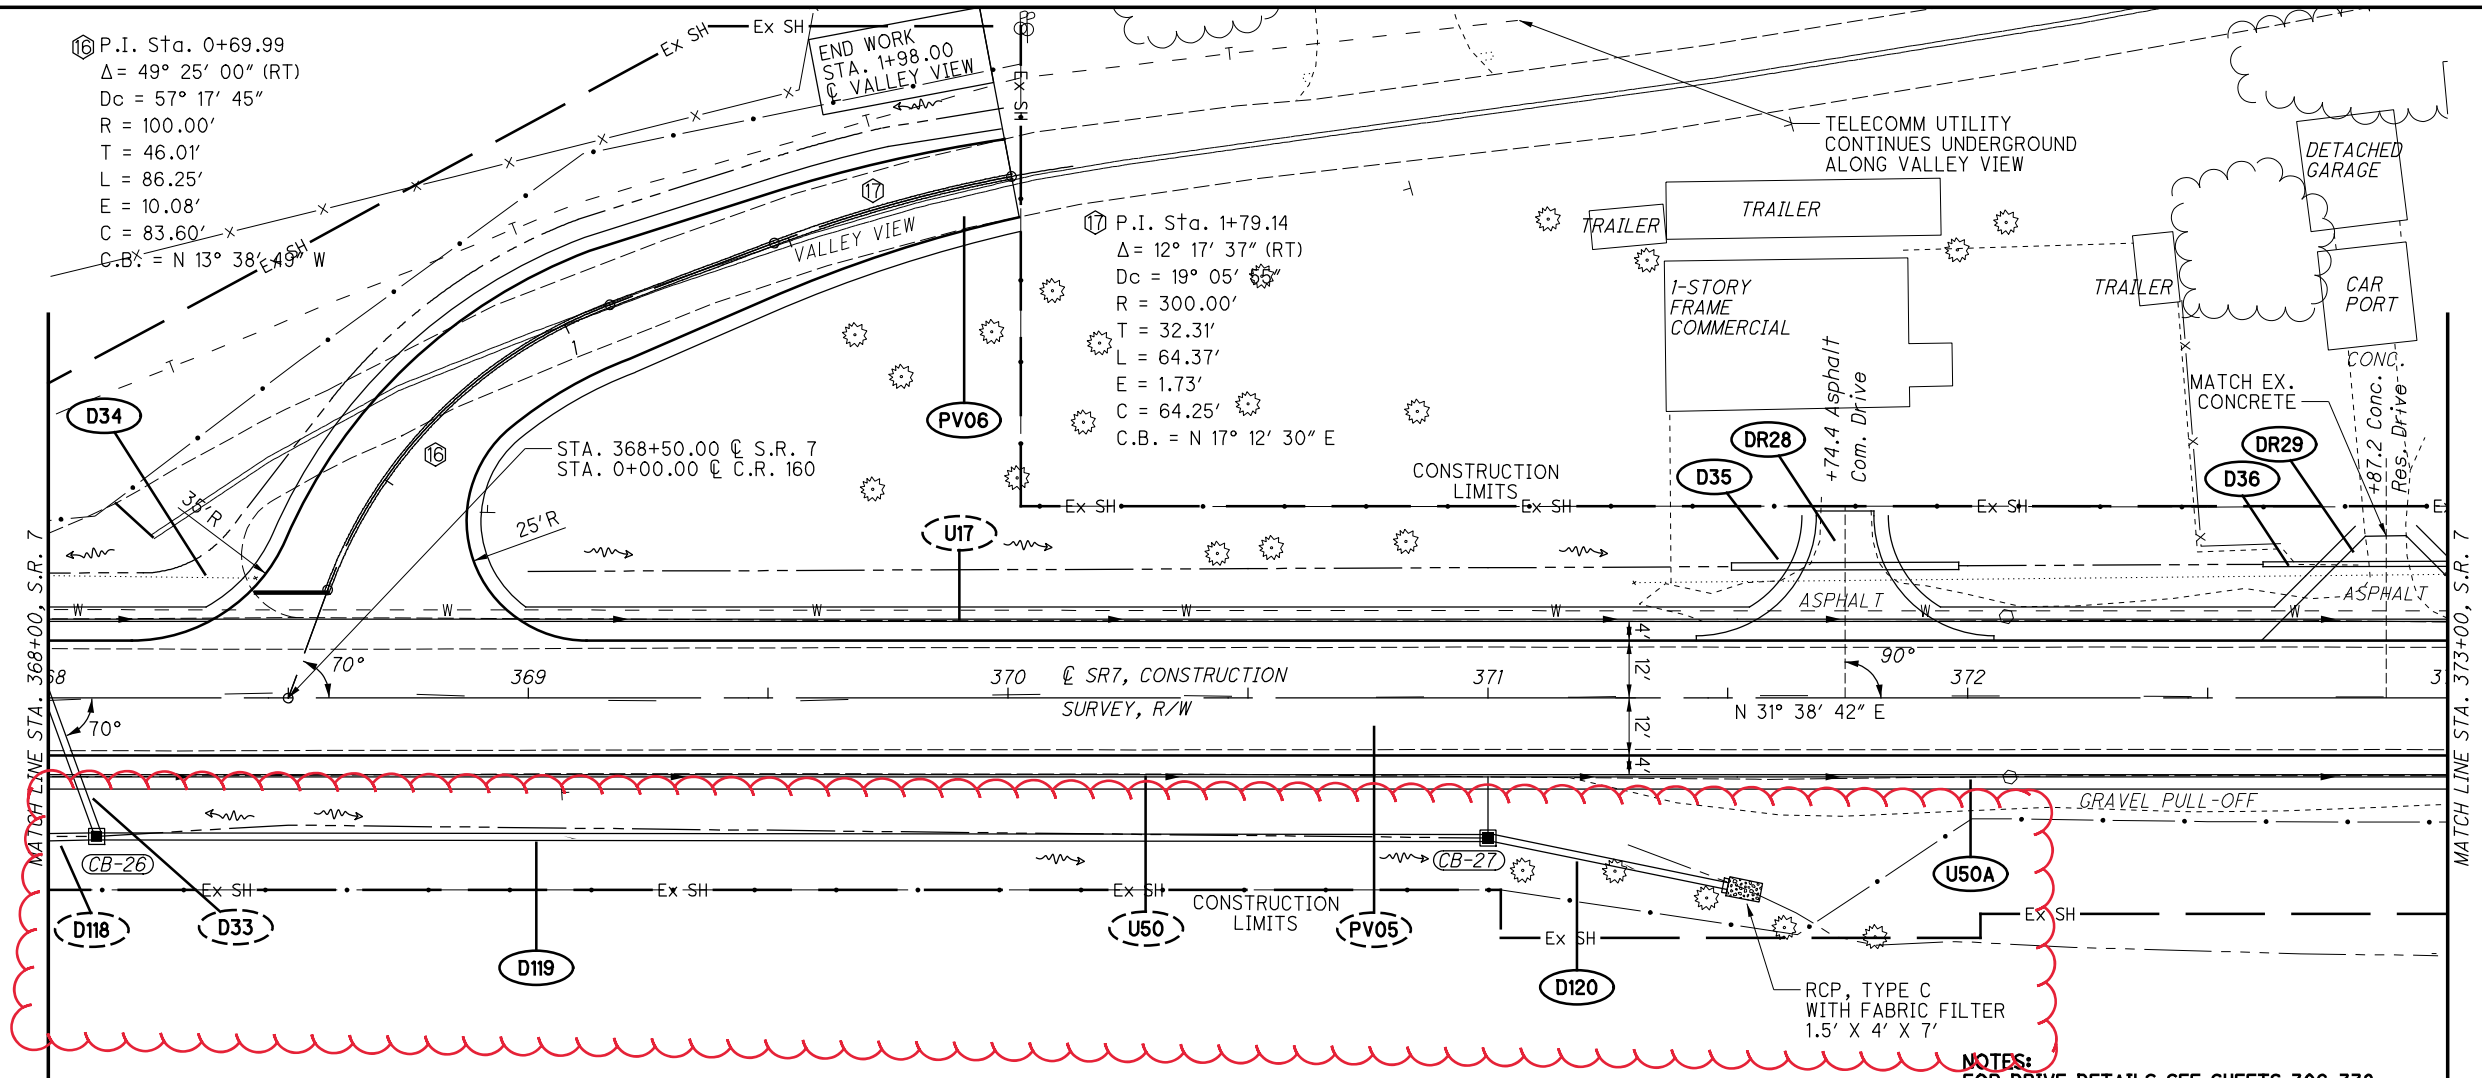 16 P.I. Sta. 0+69.99
Δ = 49° 25' 00" (RT)
Dc = 57° 17' 45"
R = 100.00'
T = 46.01'
L = 86.25'
E = 10.08'
C = 83.60'
C.B. = N 13° 38' 49" W
Ex SH
Ex SH
Ex SH
Ex SH
END WORK
STA. 1+98.00
℄ VALLEY VIEW
TELECOMM UTILITY
CONTINUES UNDERGROUND
ALONG VALLEY VIEW
DETACHED
GARAGE
17
VALLEY VIEW
17 P.I. Sta. 1+79.14
Δ = 12° 17' 37" (RT)
Dc = 19° 05' 55"
R = 300.00'
T = 32.31'
L = 64.37'
E = 1.73'
C = 64.25'
C.B. = N 17° 12' 30" E
TRAILER
TRAILER
1-STORY
FRAME
COMMERCIAL
TRAILER
CAR
PORT
CONC.
+74.4 Asphalt
Com. Drive
MATCH EX.
CONCRETE
+87.2 Conc.
Res. Drive
D34
16
STA. 368+50.00 ℄ S.R. 7
STA. 0+00.00 ℄ C.R. 160
PV06
CONSTRUCTION
LIMITS
D35
DR28
D36
DR29
35'R
25'R
U17
Ex SH
Ex SH
Ex SH
MATCH LINE STA. 368+00, S.R. 7
MATCH LINE STA. 373+00, S.R. 7
T
T
T
T
T
W
W
W
W
W
W
W
ASPHALT
ASPHALT
4'
12'
12'
4'
70°
70°
90°
369
370
371
372
℄ SR7, CONSTRUCTION
SURVEY, R/W
N 31° 38' 42" E
GRAVEL PULL-OFF
CB-26
CB-27
Ex SH
Ex SH
Ex SH
Ex SH
Ex SH
CONSTRUCTION
LIMITS
D118
D33
D119
U50
PV05
D120
U50A
RCP, TYPE C
WITH FABRIC FILTER
1.5' X 4' X 7'
NOTES: